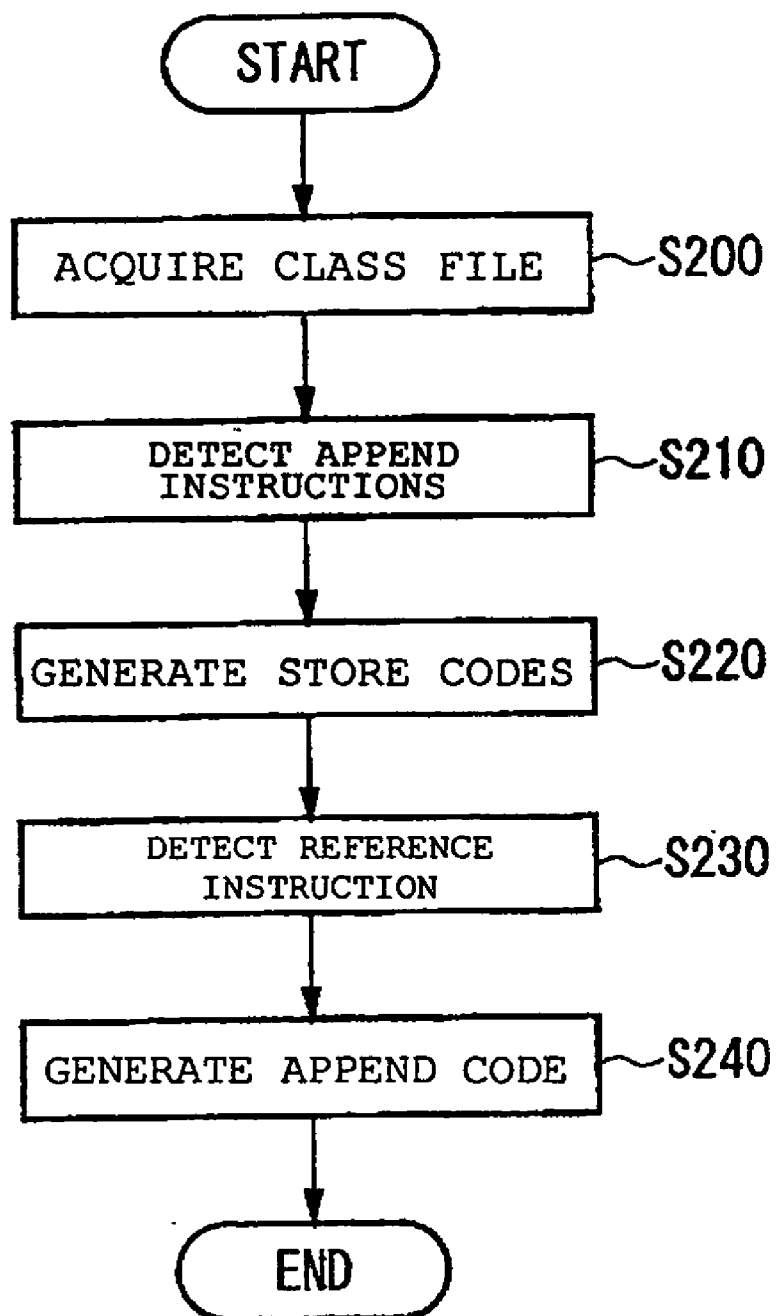 START
ACQUIRE CLASS FILE
S200
DETECT APPEND
INSTRUCTIONS
S210
GENERATE STORE CODES
S220
DETECT REFERENCE
INSTRUCTION
S230
GENERATE APPEND CODE
S240
END